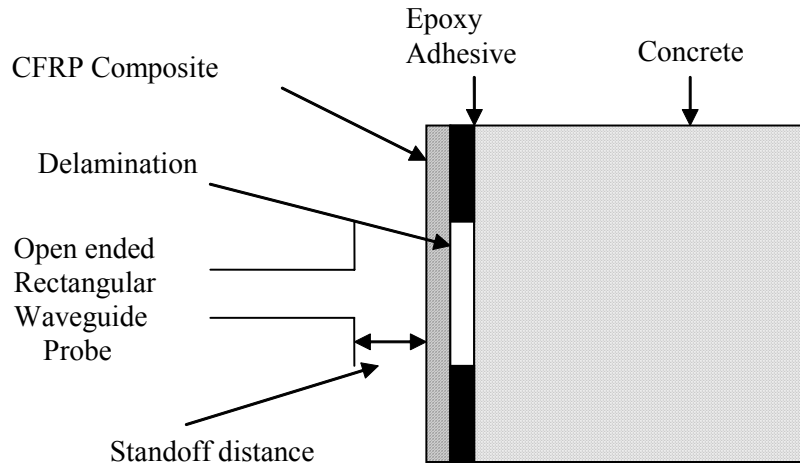 Epoxy
Adhesive
Concrete
CFRP Composite
Delamination
Open ended
Rectangular
Waveguide
Probe
Standoff distance